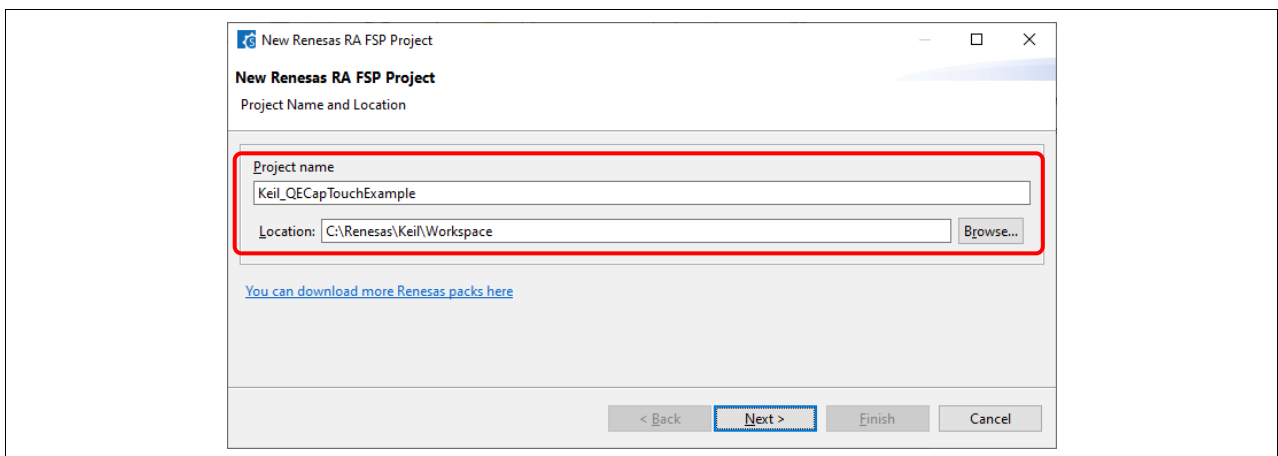 New Renesas RA FSP Project
New Renesas RA FSP Project
Project Name and Location
Project name
Keil_QECapTouchExample
Location: C:\Renesas\Keil\Workspace Browse...
You can download more Renesas packs here
< Back Next > Finish Cancel